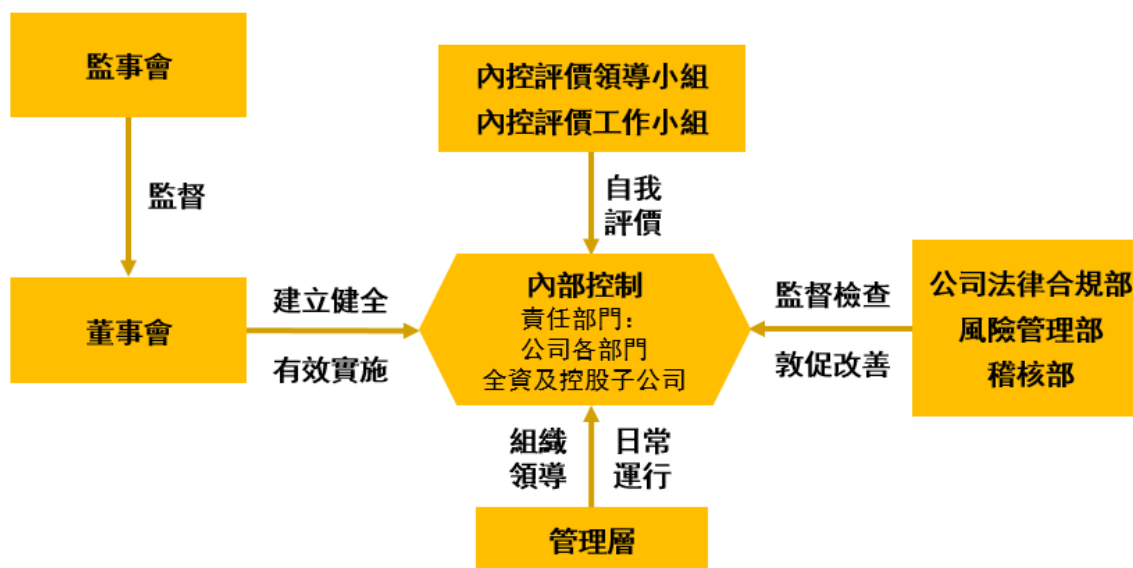 監事會
內控評價領導小組
內控評價工作小組
監督
自我
評價
董事會
建立健全
有效實施
內部控制
責任部門：
公司各部門
全資及控股子公司
監督檢查
敦促改善
公司法律合規部
風險管理部
稽核部
組織
領導
日常
運行
管理層